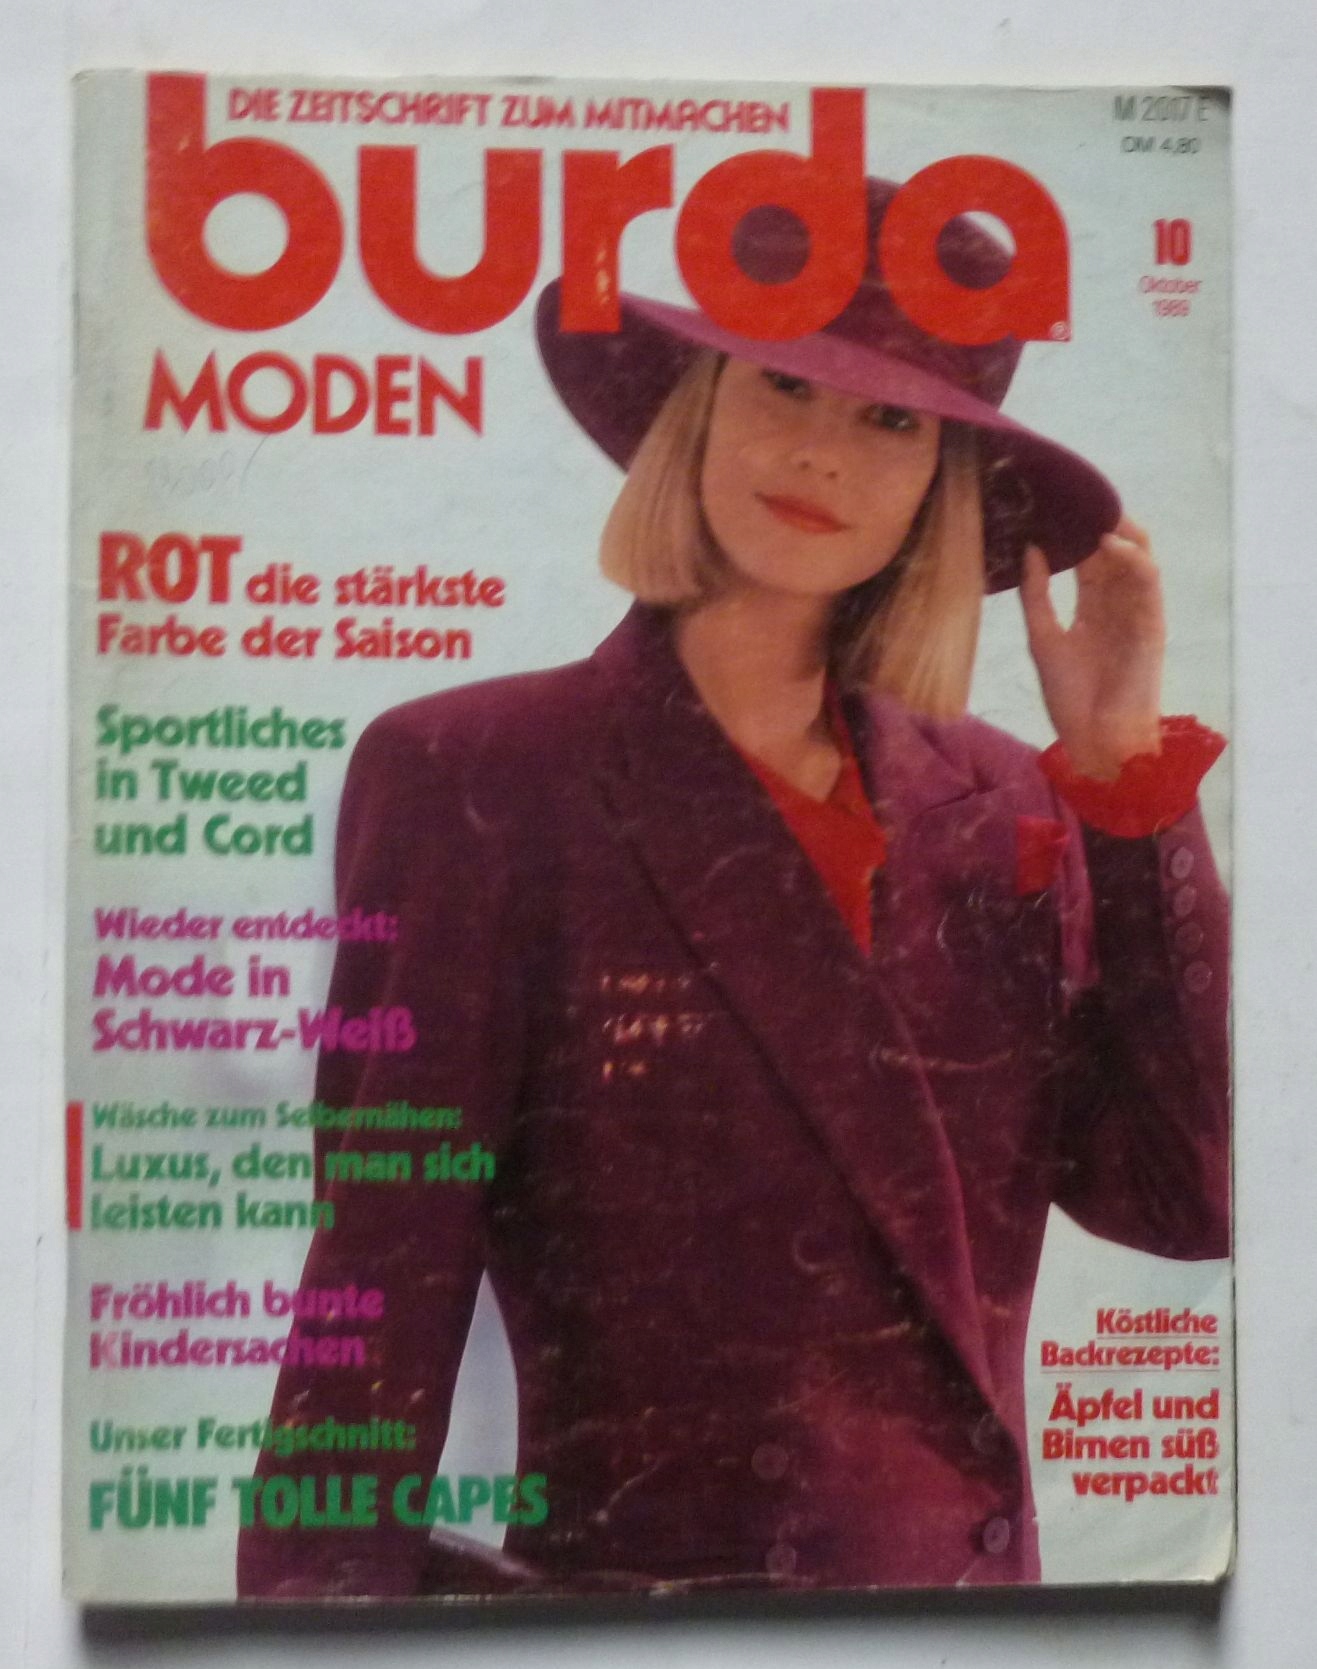 DIE ZEITSCHRIFT ZUM MITMACHEN
burda
MODEN
M 2017 E
DM 4,80
10
Oktober
1989
ROT die stärkste
Farbe der Saison
Sportliches
in Tweed
und Cord
Wieder entdeckt:
Mode in
Schwarz-Weiß
Wäsche zum Selbernähen:
Luxus, den man sich
leisten kann
Fröhlich bunte
Kindersachen
Unser Fertigschnitt:
FÜNF TOLLE CAPES
Köstliche
Backrezepte:
Äpfel und
Birnen süß
verpackt